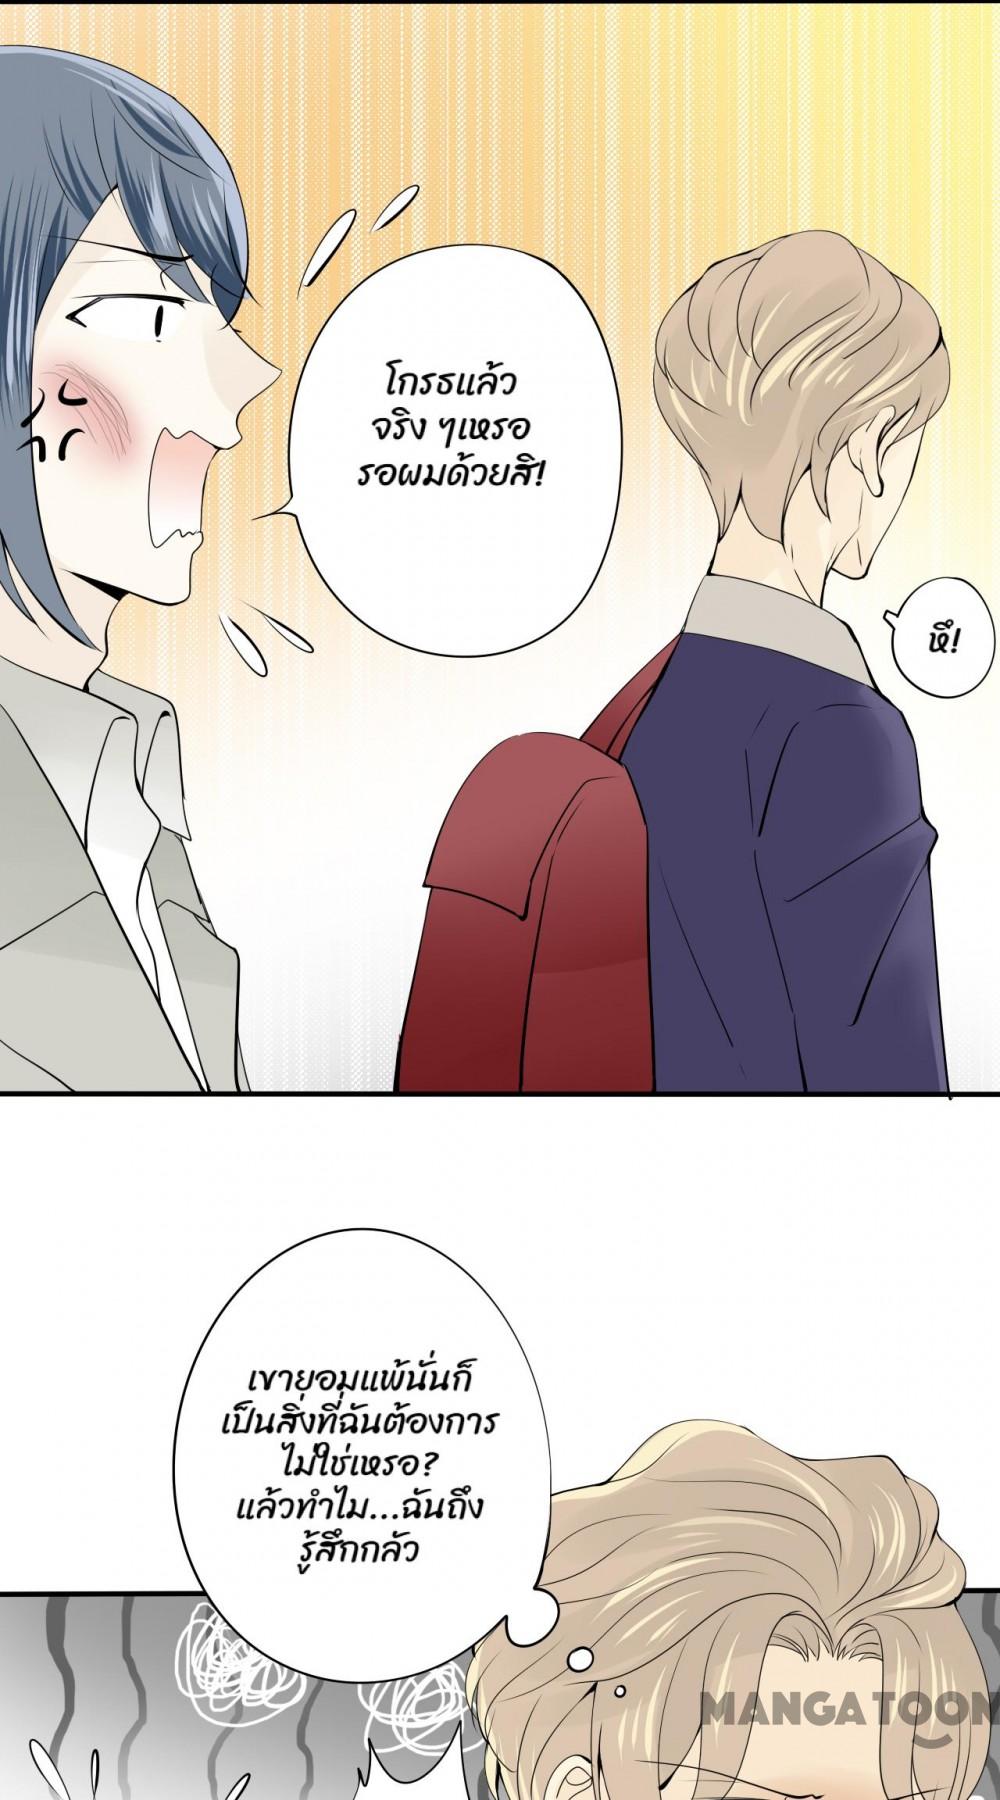 โกรธแล้ว
จริง ๆเหรอ
รอผมด้วยสิ!
หึ!
เขายอมแพ้นั่นก็
เป็นสิ่งที่ฉันต้องการ
ไม่ใช่เหรอ?
แล้วทำไม...ฉันถึง
รู้สึกกลัว
MANGATOON